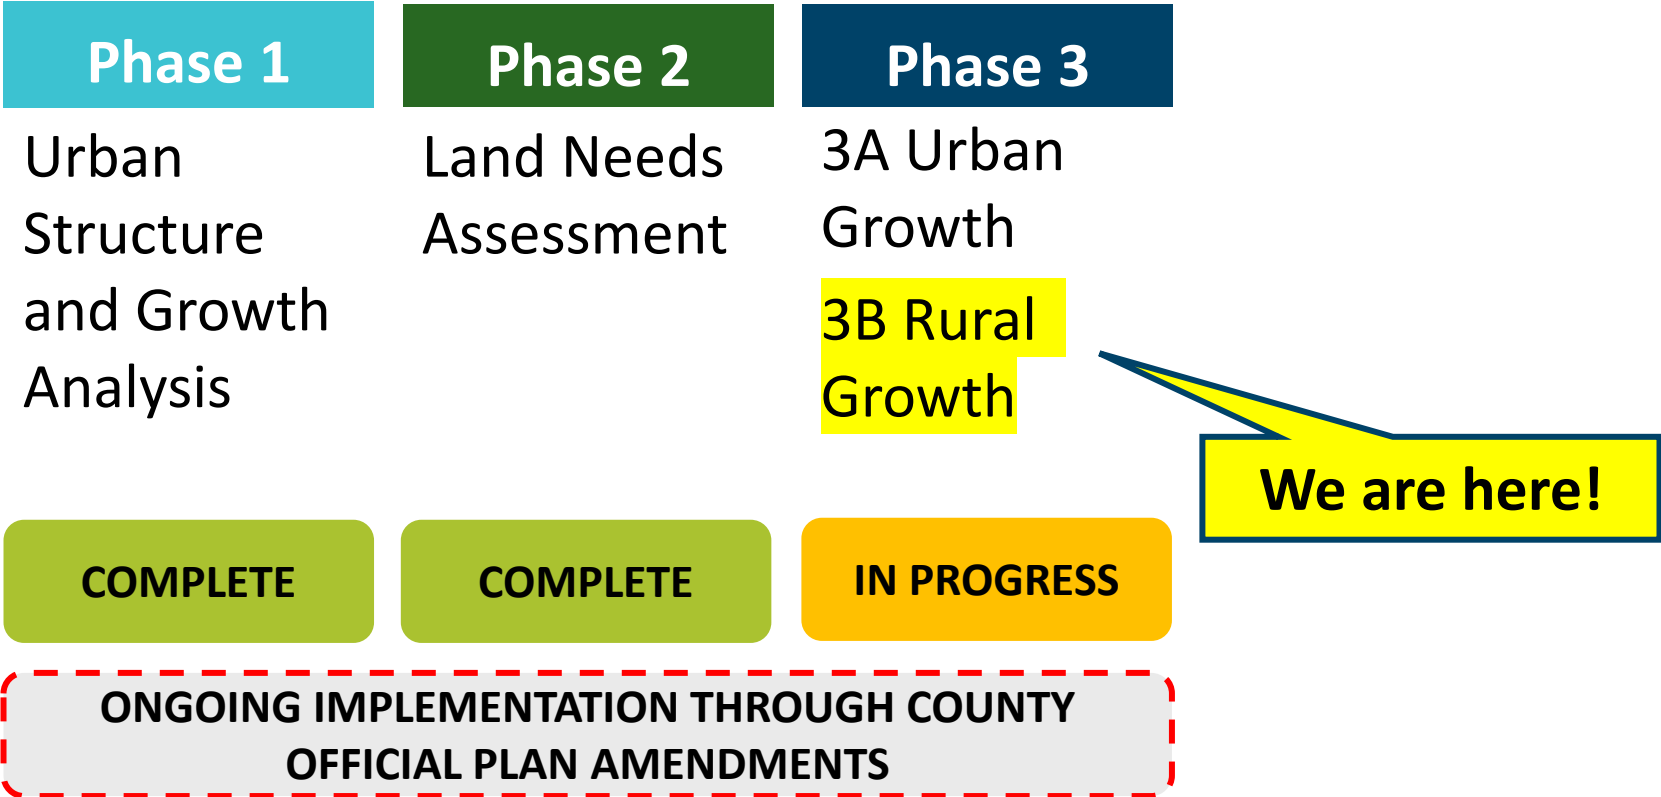 Phase 1
Urban
Structure
and Growth
Analysis
COMPLETE
Phase 2
Land Needs
Assessment
COMPLETE
Phase 3
3A Urban
Growth
3B Rural
Growth
IN PROGRESS
We are here!
ONGOING IMPLEMENTATION THROUGH COUNTY
OFFICIAL PLAN AMENDMENTS